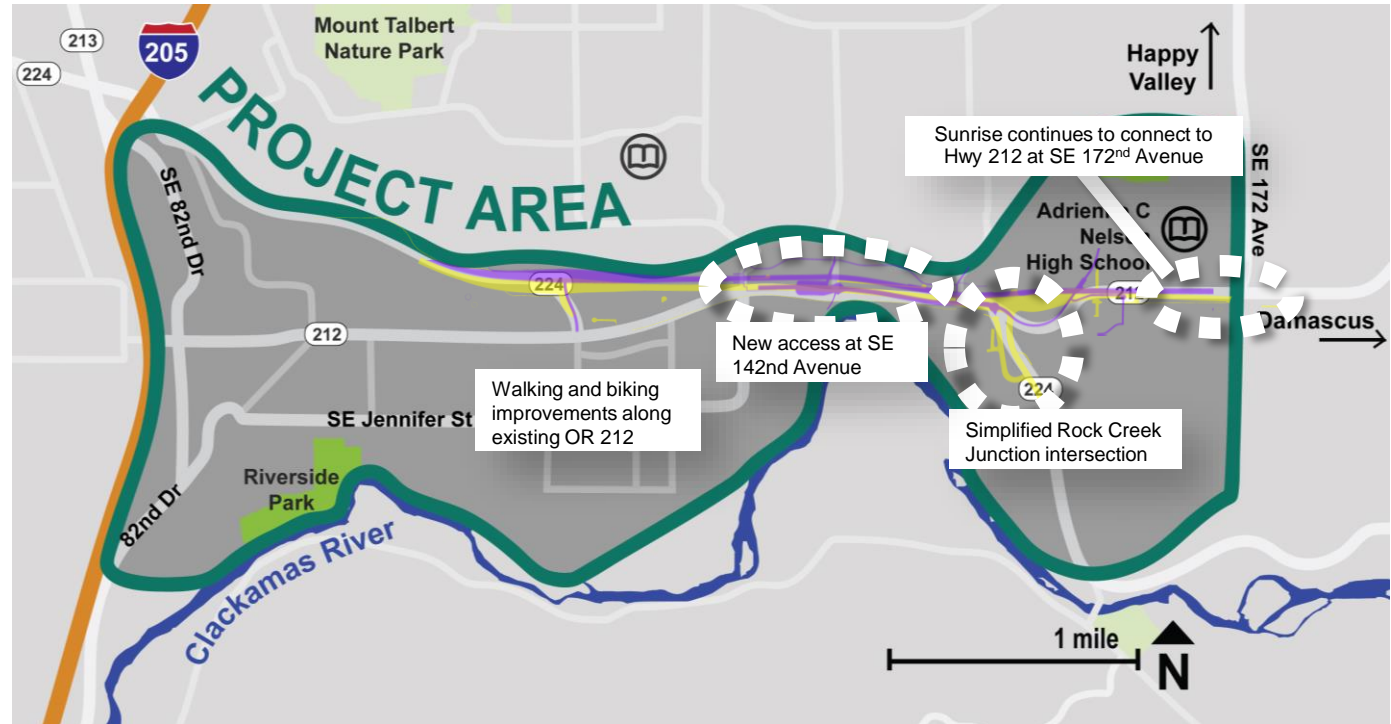 213
224
205
Mount Talbert
Nature Park
Happy
Valley
PROJECT AREA
Sunrise continues to connect to
Hwy 212 at SE 172nd Avenue
SE 172 Ave
SE 82nd Dr
High School
224
212
Damascus
New access at SE
142nd Avenue
212
Walking and biking
improvements along
existing OR 212
224
SE Jennifer St
Simplified Rock Creek
Junction intersection
Riverside
Park
82nd Dr
Clackamas River
1 mile
N